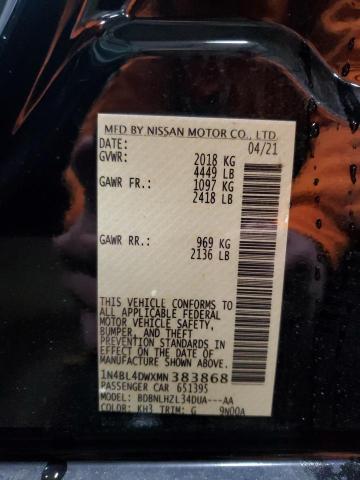 MFD BY NISSAN MOTOR CO., LTD.
DATE: 04/21
GVWR: 2018 KG
4449 LB
GAWR FR.: 1097 KG
2418 LB
GAWR RR.: 969 KG
2136 LB
THIS VEHICLE CONFORMS TO
ALL APPLICABLE FEDERAL
MOTOR VEHICLE SAFETY,
BUMPER, AND THEFT
PREVENTION STANDARDS IN
EFFECT ON THE DATE OF
MANUFACTURE SHOWN ABOVE.
1N4BL4DWXMN383868
PASSENGER CAR 651395
MODEL: BDBNLHZL34DUA---AA
COLOR: KH3 TRIM: G 9N00A